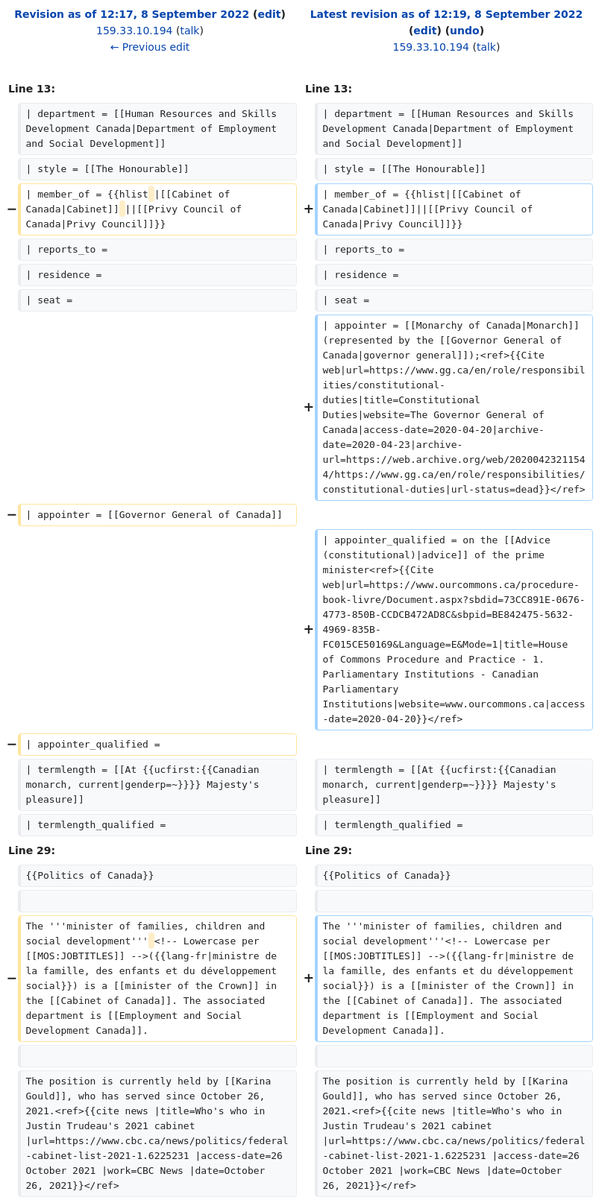 Revision as of 12:17, 8 September 2022 (edit)
159.33.10.194 (talk)
← Previous edit
Latest revision as of 12:19, 8 September 2022
(edit) (undo)
159.33.10.194 (talk)
Line 13:
Line 13:
| department = [[Human Resources and Skills
Development Canada|Department of Employment
and Social Development]]
| department = [[Human Resources and Skills
Development Canada|Department of Employment
and Social Development]]
| style = [[The Honourable]]
| style = [[The Honourable]]
− | member_of = {{hlist |[[Cabinet of
Canada|Cabinet]] ||[[Privy Council of
Canada|Privy Council]]}}
+ | member_of = {{hlist|[[Cabinet of
Canada|Cabinet]]||[[Privy Council of
Canada|Privy Council]]}}
| reports_to =
| reports_to =
| residence =
| residence =
| seat =
| seat =
+ | appointer = [[Monarchy of Canada|Monarch]]
(represented by the [[Governor General of
Canada|governor general]]);<ref>{{Cite
web|url=https://www.gg.ca/en/role/responsibil
ities/constitutional-
duties|title=Constitutional
Duties|website=The Governor General of
Canada|access-date=2020-04-20|archive-
date=2020-04-23|archive-
url=https://web.archive.org/web/2020042321154
4/https://www.gg.ca/en/role/responsibilities/
constitutional-duties|url-status=dead}}</ref>
− | appointer = [[Governor General of Canada]]
+ | appointer_qualified = on the [[Advice
(constitutional)|advice]] of the prime
minister<ref>{{Cite
web|url=https://www.ourcommons.ca/procedure-
book-livre/Document.aspx?sbdid=73CC891E-0676-
4773-850B-CCDCB472AD8C&sbpid=BE842475-5632-
4969-835B-
FC015CE50169&Language=E&Mode=1|title=House
of Commons Procedure and Practice - 1.
Parliamentary Institutions - Canadian
Parliamentary
Institutions|website=www.ourcommons.ca|access
-date=2020-04-20}}</ref>
− | appointer_qualified =
| termlength = [[At {{ucfirst:{{Canadian
monarch, current|genderp=~}}}} Majesty's
pleasure]]
| termlength = [[At {{ucfirst:{{Canadian
monarch, current|genderp=~}}}} Majesty's
pleasure]]
| termlength_qualified =
| termlength_qualified =
Line 29:
Line 29:
{{Politics of Canada}}
{{Politics of Canada}}
− The '''minister of families, children and
social development''' <!-- Lowercase per
[[MOS:JOBTITLES]] -->({{lang-fr|ministre de
la famille, des enfants et du développement
social}}) is a [[minister of the Crown]] in
the [[Cabinet of Canada]]. The associated
department is [[Employment and Social
Development Canada]].
+ The '''minister of families, children and
social development'''<!-- Lowercase per
[[MOS:JOBTITLES]] -->({{lang-fr|ministre de
la famille, des enfants et du développement
social}}) is a [[minister of the Crown]] in
the [[Cabinet of Canada]]. The associated
department is [[Employment and Social
Development Canada]].
The position is currently held by [[Karina
Gould]], who has served since October 26,
2021.<ref>{{cite news |title=Who's who in
Justin Trudeau's 2021 cabinet
|url=https://www.cbc.ca/news/politics/federal
-cabinet-list-2021-1.6225231 |access-date=26
October 2021 |work=CBC News |date=October
26, 2021}}</ref>
The position is currently held by [[Karina
Gould]], who has served since October 26,
2021.<ref>{{cite news |title=Who's who in
Justin Trudeau's 2021 cabinet
|url=https://www.cbc.ca/news/politics/federal
-cabinet-list-2021-1.6225231 |access-date=26
October 2021 |work=CBC News |date=October
26, 2021}}</ref>